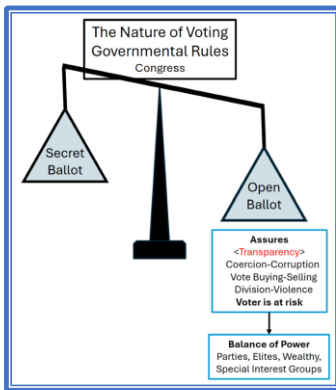 The Nature of Voting
Governmental Rules
Congress
Secret
Ballot
Open
Ballot
Assures
<Transparency>
Coercion-Corruption
Vote Buying-Selling
Division-Violence
Voter is at risk
Balance of Power
Parties, Elites, Wealthy,
Special Interest Groups